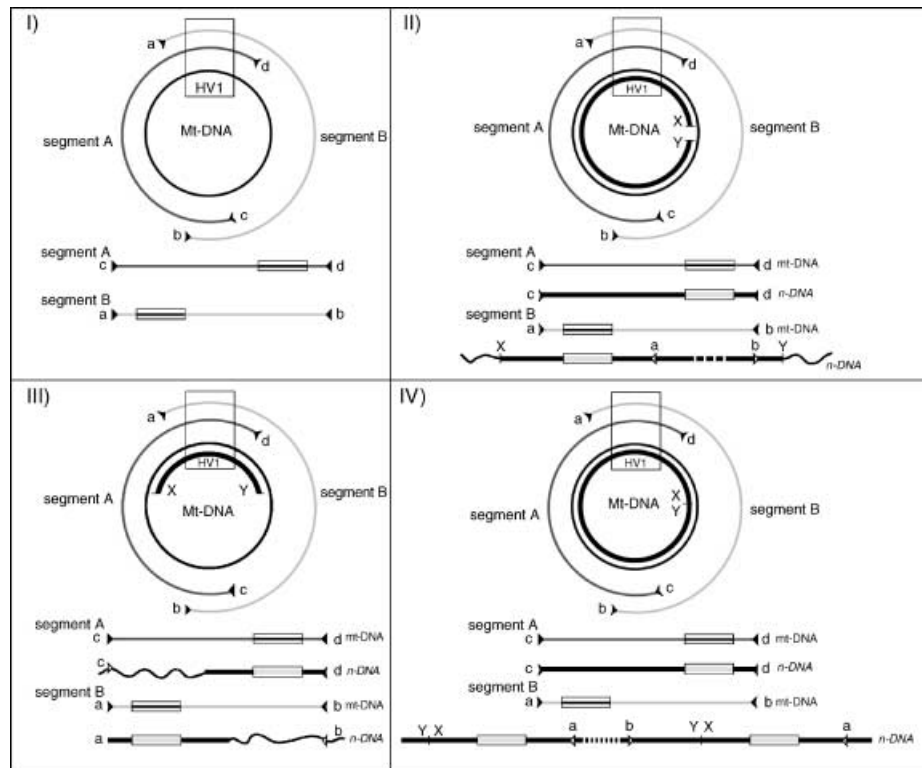 I)
a
d
HV1
Mt-DNA
segment A
segment B
c
b
segment A
c d
segment B
a b
II)
a
d
HV1
X
Mt-DNA
Y
segment A
segment B
c
b
segment A
c d mt-DNA
c d n-DNA
segment B
a b mt-DNA
X a b Y
n-DNA
III)
a
d
HV1
X Y
Mt-DNA
segment A
segment B
c
b
segment A
c d mt-DNA
c d n-DNA
segment B
a b mt-DNA
a b n-DNA
IV)
a
d
HV1
X
Mt-DNA
Y
segment A
segment B
c
b
segment A
c d mt-DNA
c d n-DNA
segment B
a b mt-DNA
Y X a b Y X a
n-DNA